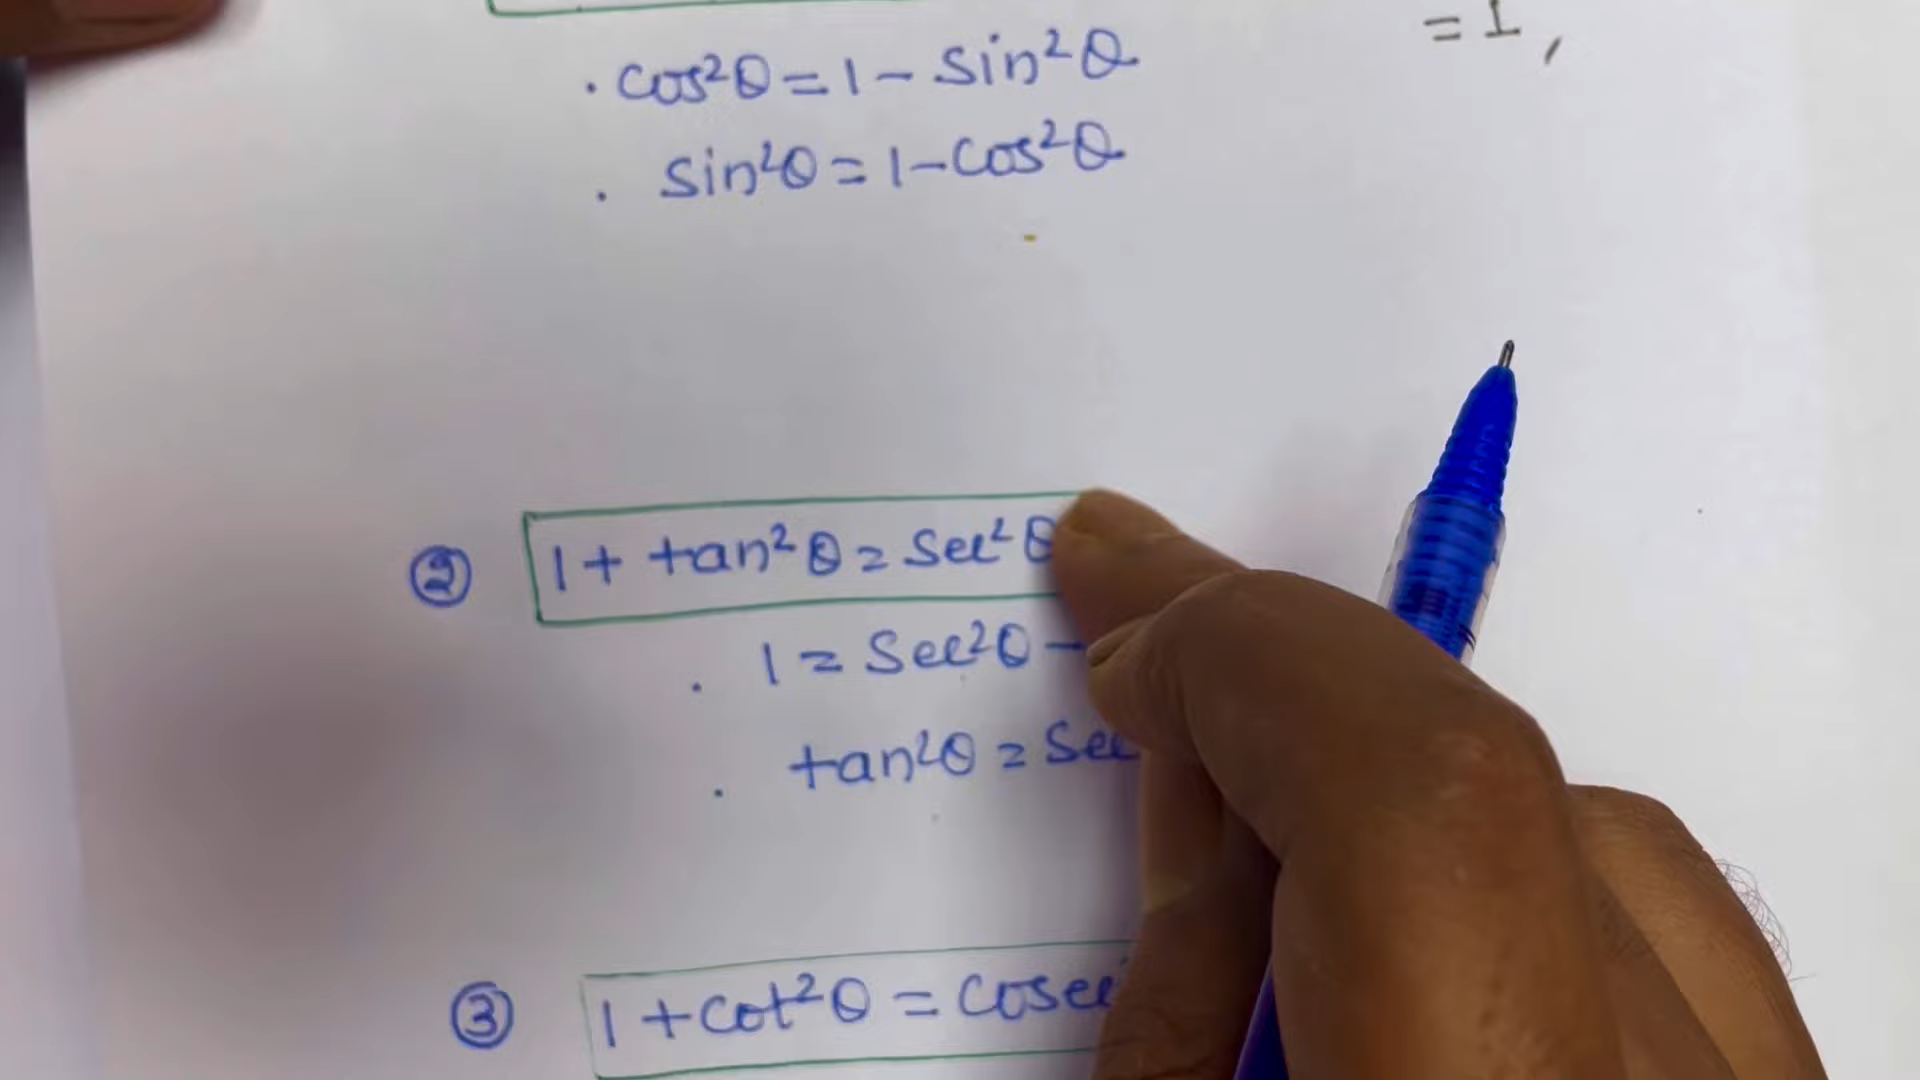 = 1,
. cos²θ = 1 - sin²θ
. sin²θ = 1 - cos²θ
② 1 + tan²θ = sec²θ
. 1 = sec²θ -
. tan²θ = sec
③ 1 + cot²θ = cosec